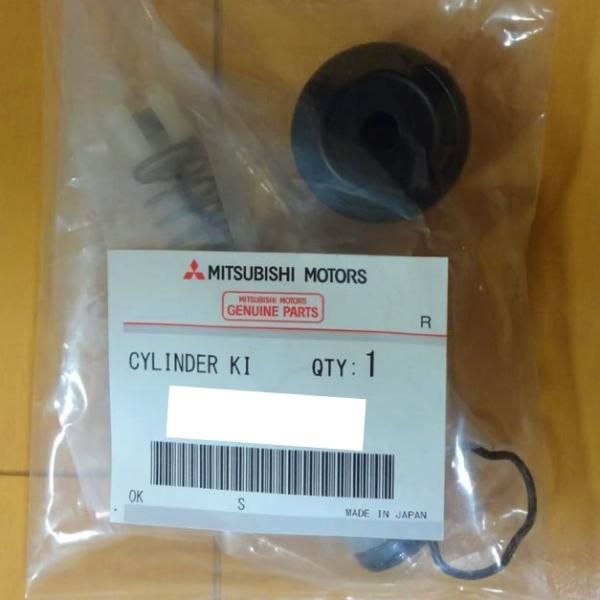 MITSUBISHI MOTORS
MITSUBISHI MOTORS
GENUINE PARTS
R
CYLINDER KI QTY: 1
OK S
MADE IN JAPAN